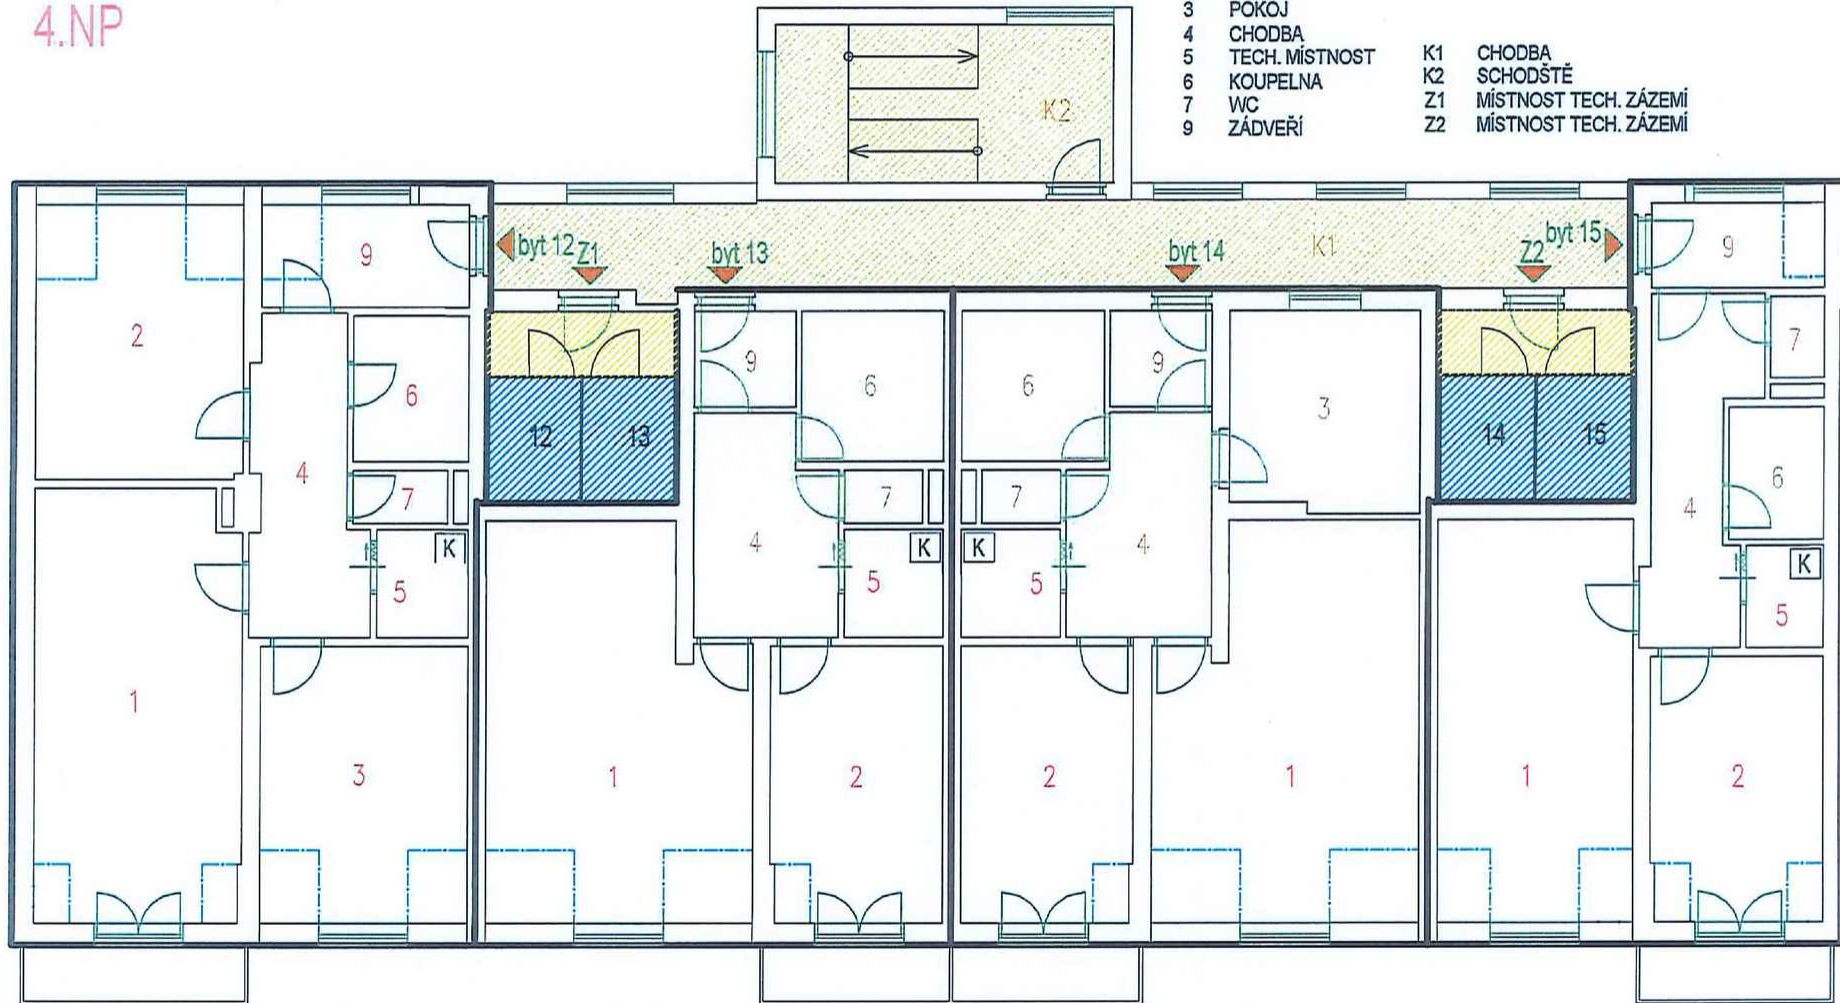 4.NP
3 POKOJ
4 CHODBA
5 TECH. MÍSTNOST
6 KOUPELNA
7 WC
9 ZÁDVEŘÍ
K1 CHODBA
K2 SCHODŠTĚ
Z1 MÍSTNOST TECH. ZÁZEMÍ
Z2 MÍSTNOST TECH. ZÁZEMÍ
K2
byt 12 Z1 byt 13 byt 14 K1 Z2 byt 15
9 9
2 9 6 6 9 3 7
6
12 13 14 15
4 7 7 7 4 6
K 5 4 K 5 K 5 4 K 5
1 3 1 2 2 1 1 2